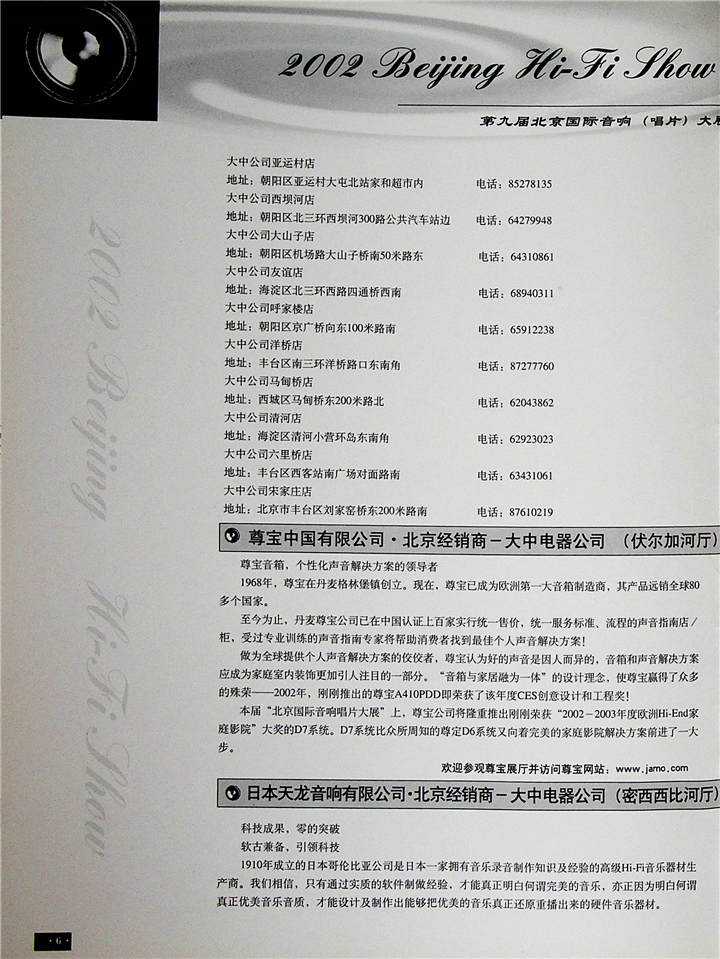 2002 Beijing Hi-Fi Show
第九届北京国际音响（唱片）大展
大中公司亚运村店
地址：朝阳区亚运村大屯北站家和超市内 电话：85278135
大中公司西坝河店
地址：朝阳区北三环西坝河300路公共汽车站边 电话：64279948
大中公司大山子店
地址：朝阳区机场路大山子桥南50米路东 电话：64310861
大中公司友谊店
地址：海淀区北三环西路四通桥西南 电话：68940311
大中公司呼家楼店
地址：朝阳区京广桥向东100米路南 电话：65912238
大中公司洋桥店
地址：丰台区南三环洋桥路口东南角 电话：87277760
大中公司马甸桥店
地址：西城区马甸桥东200米路北 电话：62043862
大中公司清河店
地址：海淀区清河小营环岛东南角 电话：62923023
大中公司六里桥店
地址：丰台区西客站南广场对面路南 电话：63431061
大中公司宋家庄店
地址：北京市丰台区刘家窑桥东200米路南 电话：87610219
尊宝中国有限公司·北京经销商－大中电器公司 （伏尔加河厅）
尊宝音箱，个性化声音解决方案的领导者
1968年，尊宝在丹麦格林堡镇创立。现在，尊宝已成为欧洲第一大音箱制造商，其产品远销全球80
多个国家。
至今为止，丹麦尊宝公司已在中国认证上百家实行统一售价，统一服务标准、流程的声音指南店／
柜，受过专业训练的声音指南专家将帮助消费者找到最佳个人声音解决方案！
做为全球提供个人声音解决方案的佼佼者，尊宝认为好的声音是因人而异的，音箱和声音解决方案
应成为家庭室内装饰更加引人注目的一部分。“音箱与家居融为一体”的设计理念，使尊宝赢得了众多
的殊荣——2002年，刚刚推出的尊宝A410PDD即荣获了该年度CES创意设计和工程奖！
本届“北京国际音响唱片大展”上，尊宝公司将隆重推出刚刚荣获“2002－2003年度欧洲Hi-End家
庭影院”大奖的D7系统。D7系统比众所周知的尊定D6系统又向着完美的家庭影院解决方案前进了一大
步。
欢迎参观尊宝展厅并访问尊宝网站：www.jamo.com
日本天龙音响有限公司·北京经销商－大中电器公司（密西西比河厅）
科技成果，零的突破
软古兼备，引领科技
1910年成立的日本哥伦比亚公司是日本一家拥有音乐录音制作知识及经验的高级Hi-Fi音乐器材生
产商。我们相信，只有通过实质的软件制做经验，才能真正明白何谓完美的音乐，亦正因为明白何谓
真正优美音乐音质，才能设计及制作出能够把优美的音乐真正还原重播出来的硬件音乐器材。
2002 Beijing Hi-Fi Show
·6·